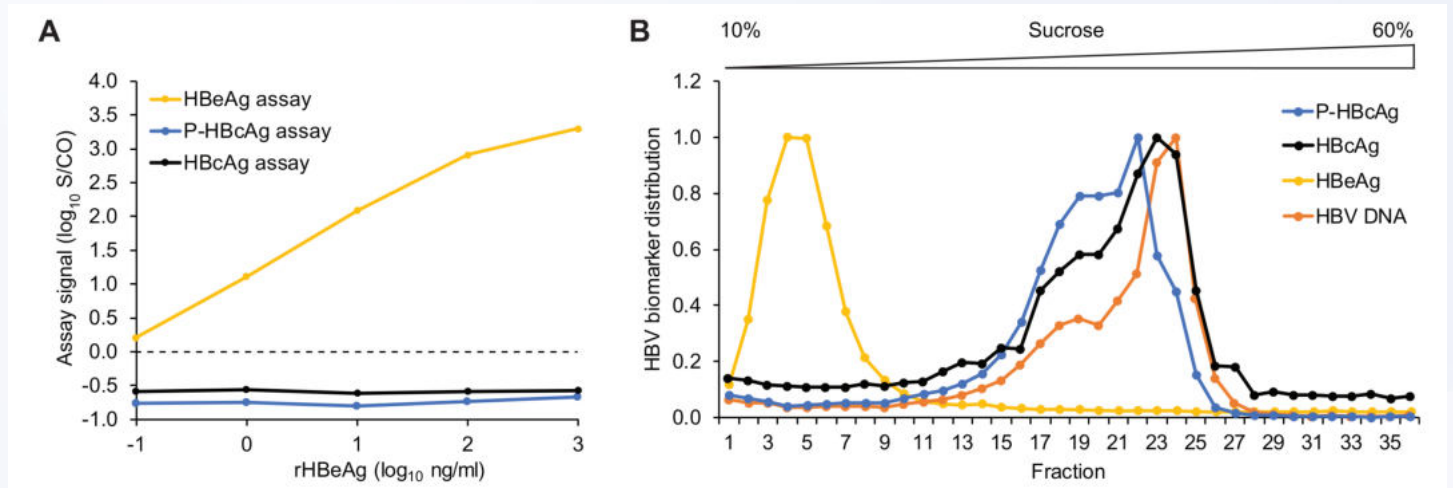 A
4.0
3.5
3.0
2.5
2.0
1.5
1.0
0.5
0.0
-0.5
-1.0
Assay signal (log10 S/CO)
HBeAg assay
P-HBcAg assay
HBcAg assay
-1 0 1 2 3
rHBeAg (log10 ng/ml)
B
10% Sucrose 60%
1.2
1.0
0.8
0.6
0.4
0.2
0.0
HBV biomarker distribution
P-HBcAg
HBcAg
HBeAg
HBV DNA
1 3 5 7 9 11 13 15 17 19 21 23 25 27 29 31 33 35
Fraction